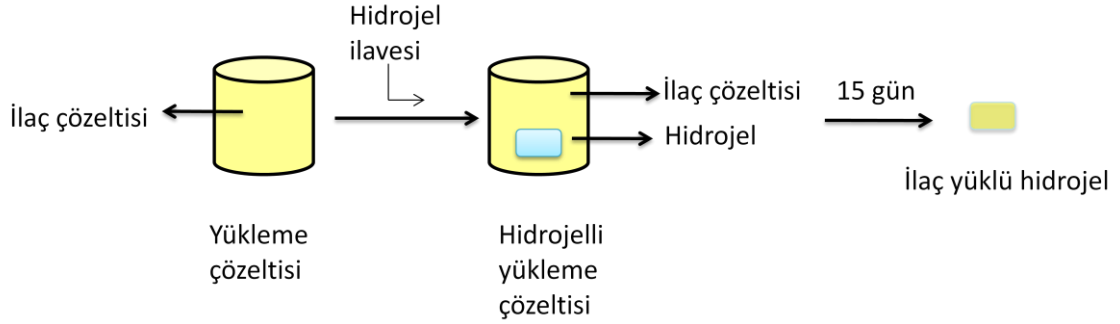 Hidrojel
ilavesi
İlaç çözeltisi
İlaç çözeltisi
Hidrojel
15 gün
İlaç yüklü hidrojel
Yükleme
çözeltisi
Hidrojelli
yükleme
çözeltisi